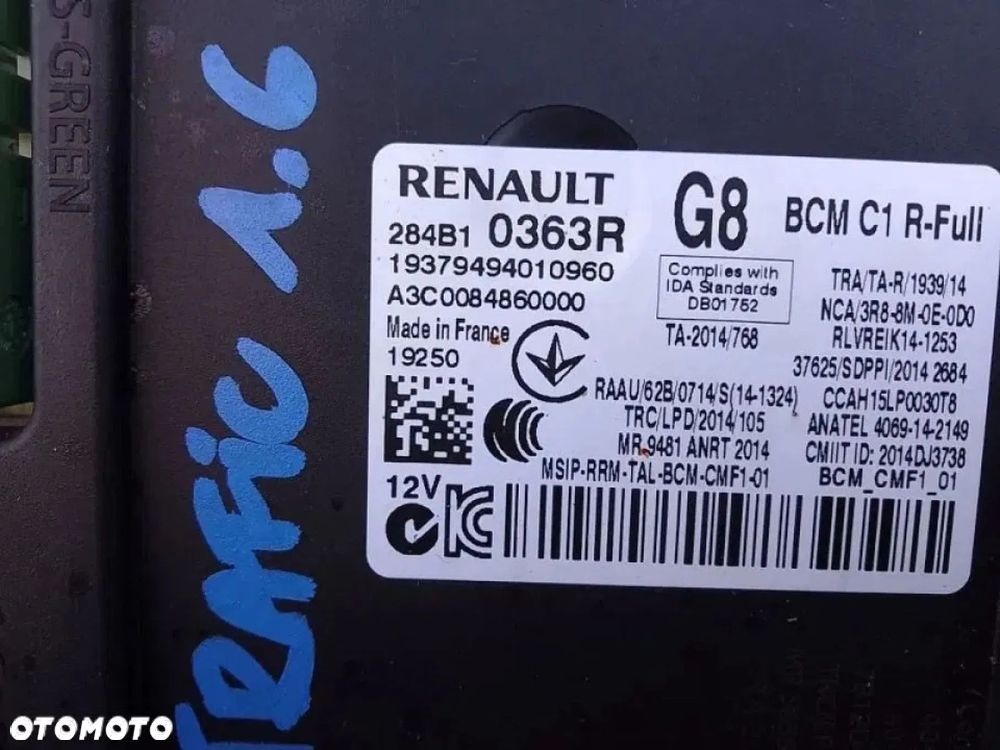 S-GREEN
TRAFIC 1.6
RENAULT
284B1 0363R
19379494010960
A3C0084860000
Made in France
19250
12V
G8
BCM C1 R-Full
Complies with
IDA Standards
DB01752
TA-2014/768
TRA/TA-R/1939/14
NCA/3R8-8M-0E-0D0
RLVREIK14-1253
37625/SDPPI/2014 2684
RAAU/62B/0714/S(14-1324)
CCAH15LP0030T8
TRC/LPD/2014/105
ANATEL 4069-14-2149
MR 9481 ANRT 2014
CMIIT ID: 2014DJ3738
MSIP-RRM-TAL-BCM-CMF1-01
BCM_CMF1_01
OTOMOTO